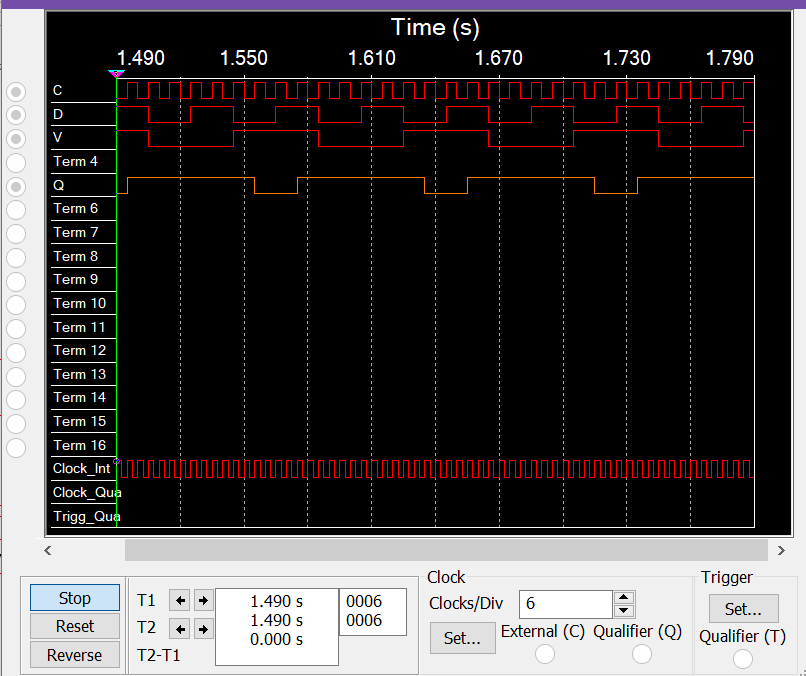 Time (s)
1.490 1.550 1.610 1.670 1.730 1.790
C
D
V
Term 4
Q
Term 6
Term 7
Term 8
Term 9
Term 10
Term 11
Term 12
Term 13
Term 14
Term 15
Term 16
Clock_Int
Clock_Qua
Trigg_Qua
Stop
Reset
Reverse
T1
T2
T2-T1
1.490 s
1.490 s
0.000 s
0006
0006
Clock
Clocks/Div 6
Set...
External (C) Qualifier (Q)
Trigger
Set...
Qualifier (T)